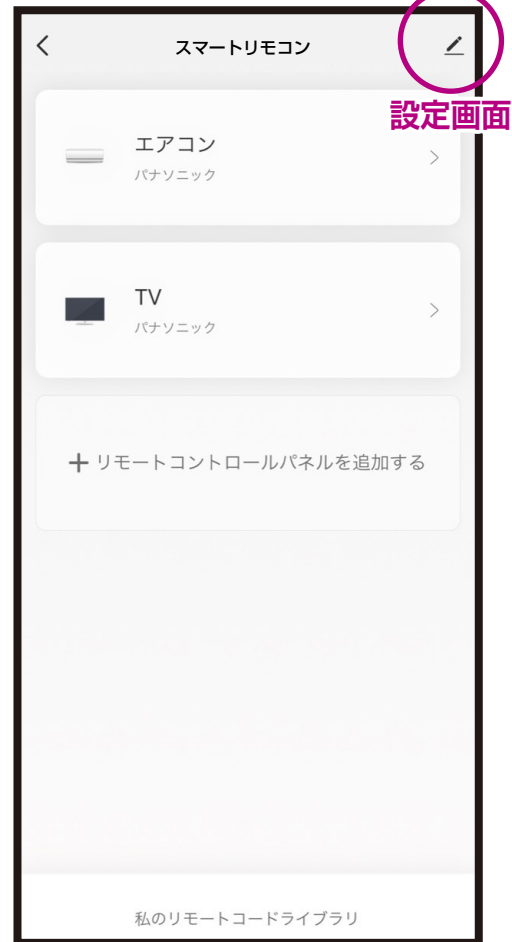 スマートリモコン
設定画面
エアコン
パナソニック
TV
パナソニック
＋リモートコントロールパネルを追加する
私のリモートコードライブラリ